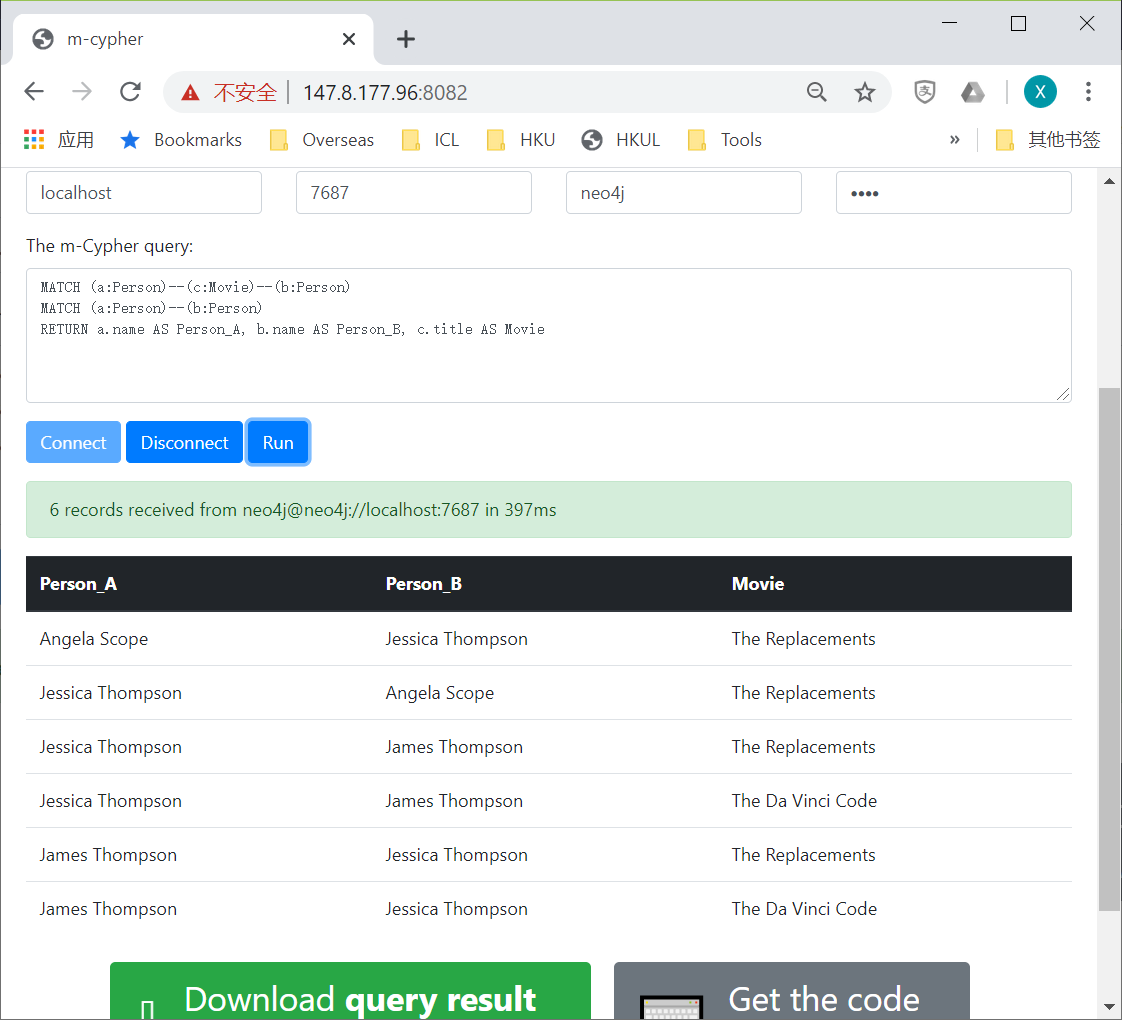 m-cypher
不安全 147.8.177.96:8082 X
应用 Bookmarks Overseas ICL HKU HKUL Tools » 其他书签
localhost 7687 neo4j ••••
The m-Cypher query:
MATCH (a:Person)--(c:Movie)--(b:Person)
MATCH (a:Person)--(b:Person)
RETURN a.name AS Person_A, b.name AS Person_B, c.title AS Movie
Connect Disconnect Run
6 records received from neo4j@neo4j://localhost:7687 in 397ms
Person_A Person_B Movie
Angela Scope Jessica Thompson The Replacements
Jessica Thompson Angela Scope The Replacements
Jessica Thompson James Thompson The Replacements
Jessica Thompson James Thompson The Da Vinci Code
James Thompson Jessica Thompson The Replacements
James Thompson Jessica Thompson The Da Vinci Code
Download query result Get the code